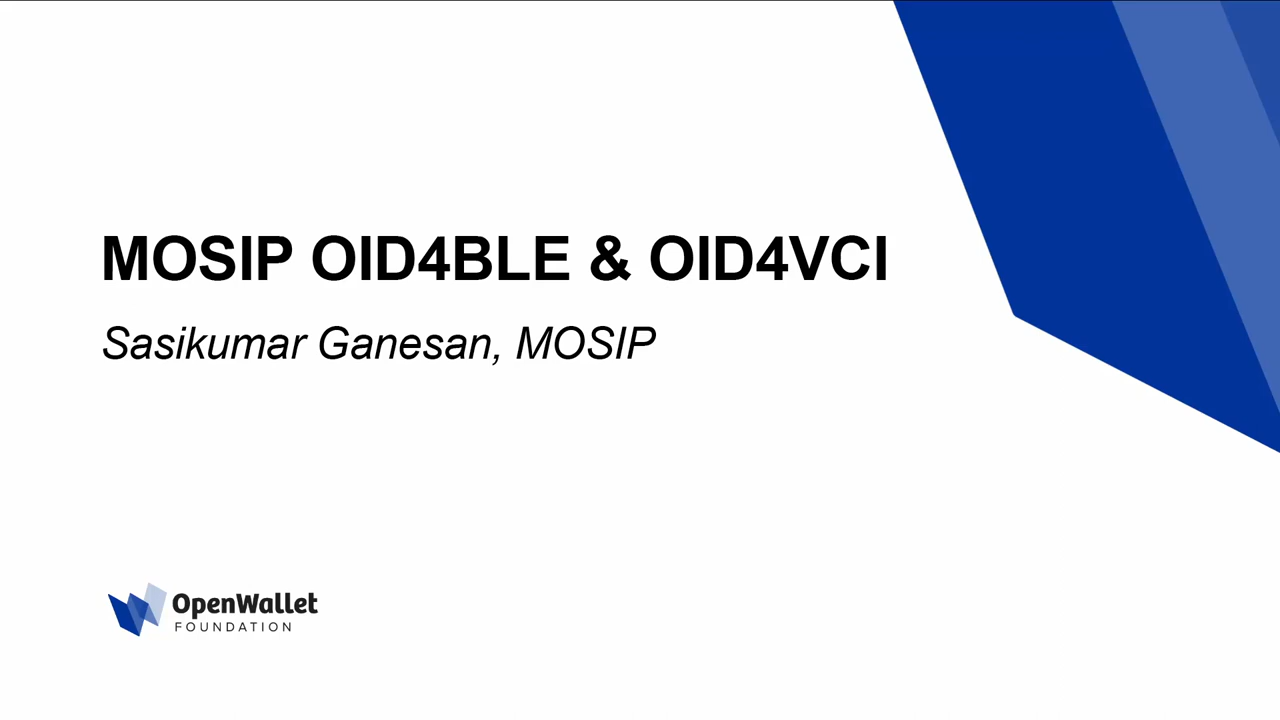 MOSIP OID4BLE & OID4VCI
Sasikumar Ganesan, MOSIP
OpenWallet
FOUNDATION